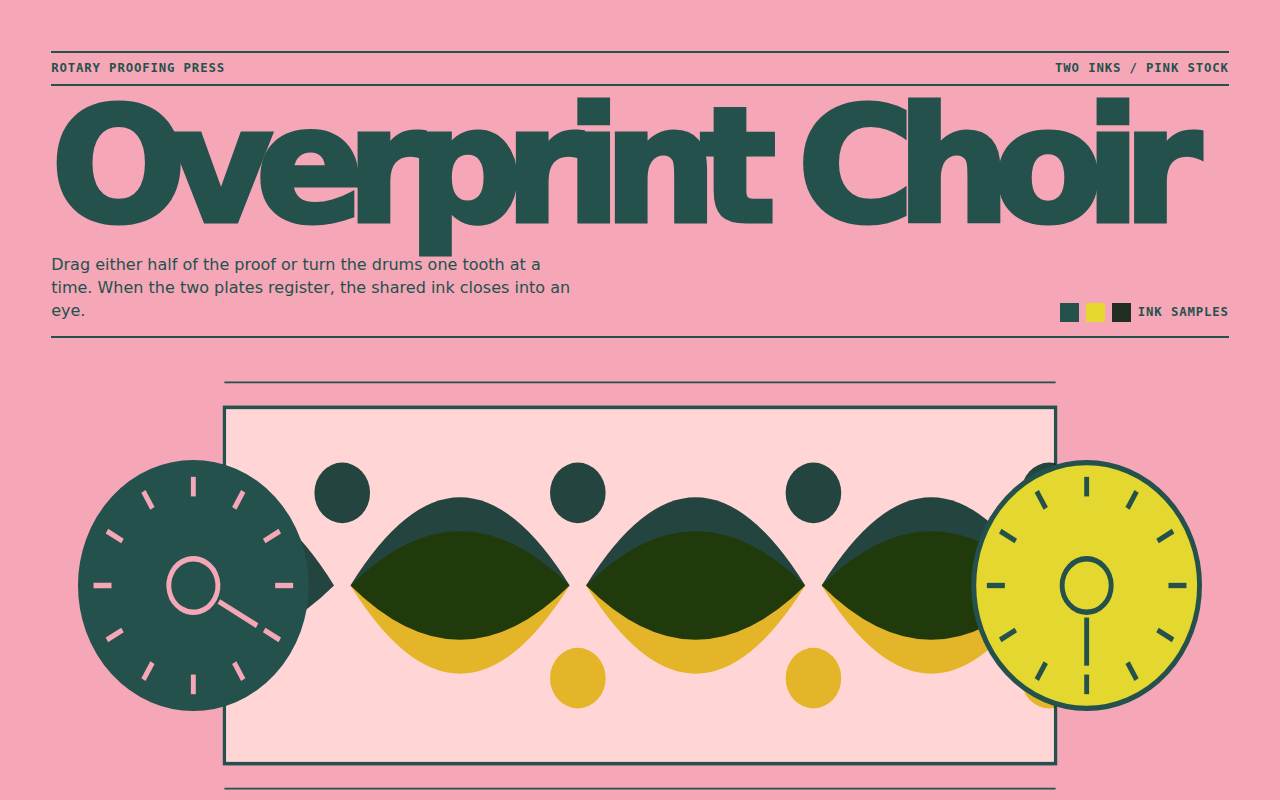 ROTARY PROOFING PRESS
TWO INKS / PINK STOCK
Overprint Choir
Drag either half of the proof or turn the drums one tooth at a
time. When the two plates register, the shared ink closes into an
eye.
INK SAMPLES